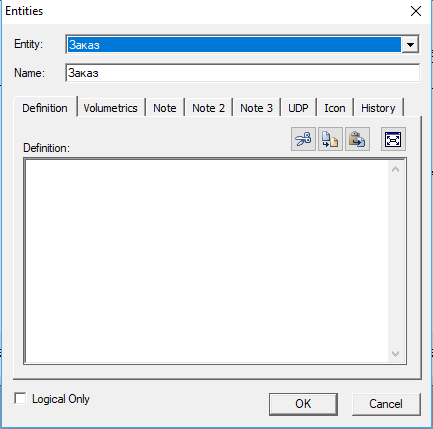 Entities
Entity: Заказ
Name: Заказ
Definition Volumetrics Note Note 2 Note 3 UDP Icon History
Definition:
Logical Only OK Cancel